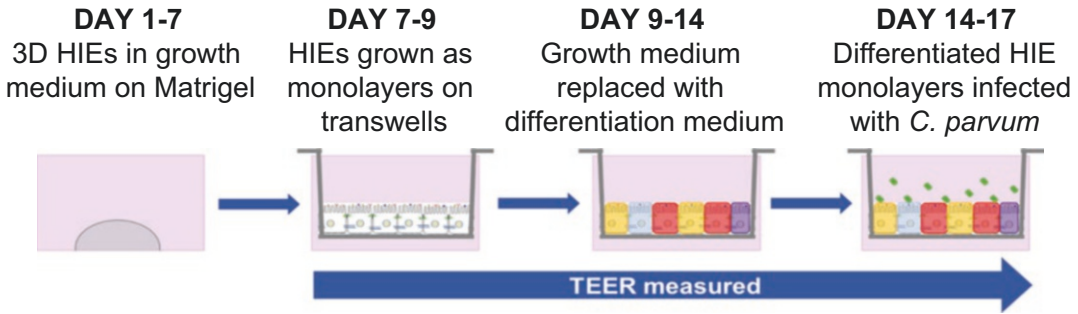 DAY 1-7
3D HIEs in growth
medium on Matrigel
DAY 7-9
HIEs grown as
monolayers on
transwells
DAY 9-14
Growth medium
replaced with
differentiation medium
DAY 14-17
Differentiated HIE
monolayers infected
with C. parvum
TEER measured